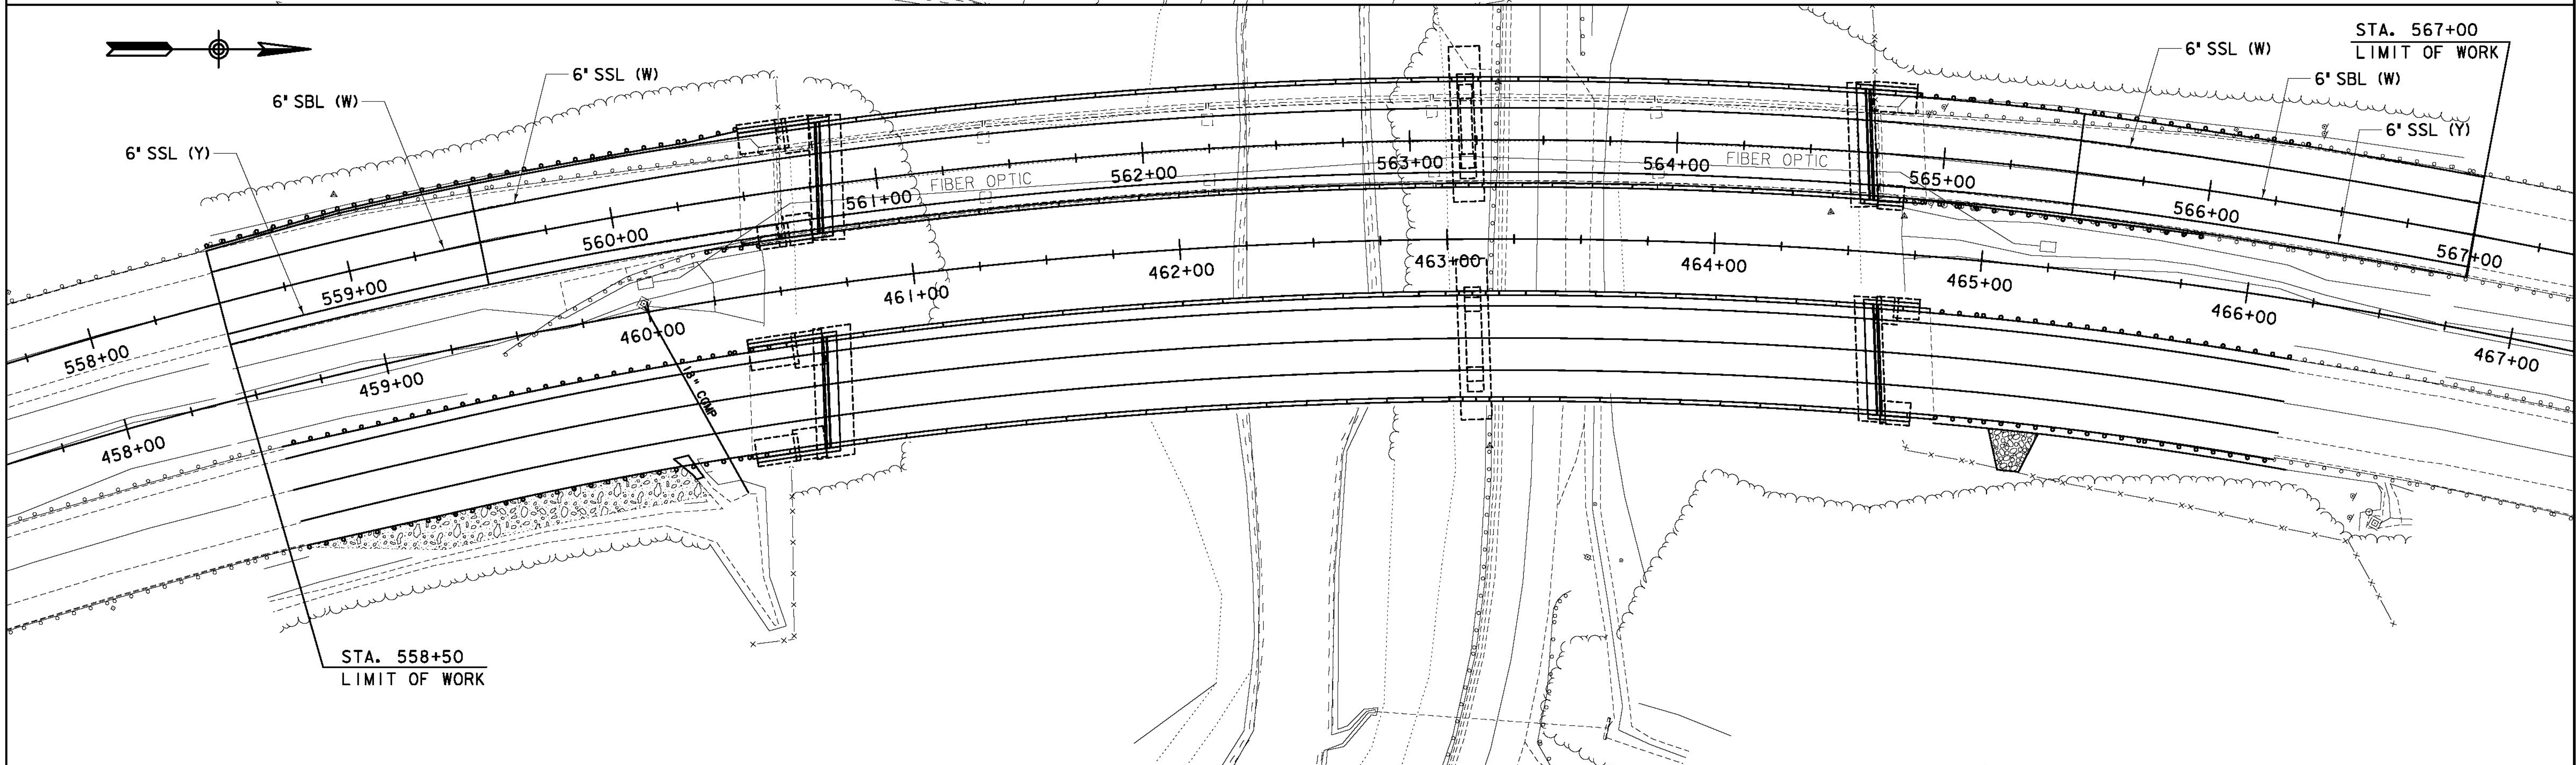 STA. 567+00
LIMIT OF WORK
6" SSL (W)
6" SBL (W)
6" SSL (Y)
6" SSL (W)
6" SBL (W)
6" SSL (Y)
FIBER OPTIC
FIBER OPTIC
558+00
559+00
560+00
561+00
562+00
563+00
564+00
565+00
566+00
567+00
458+00
459+00
460+00
461+00
462+00
463+00
464+00
465+00
466+00
467+00
18" COMP
STA. 558+50
LIMIT OF WORK